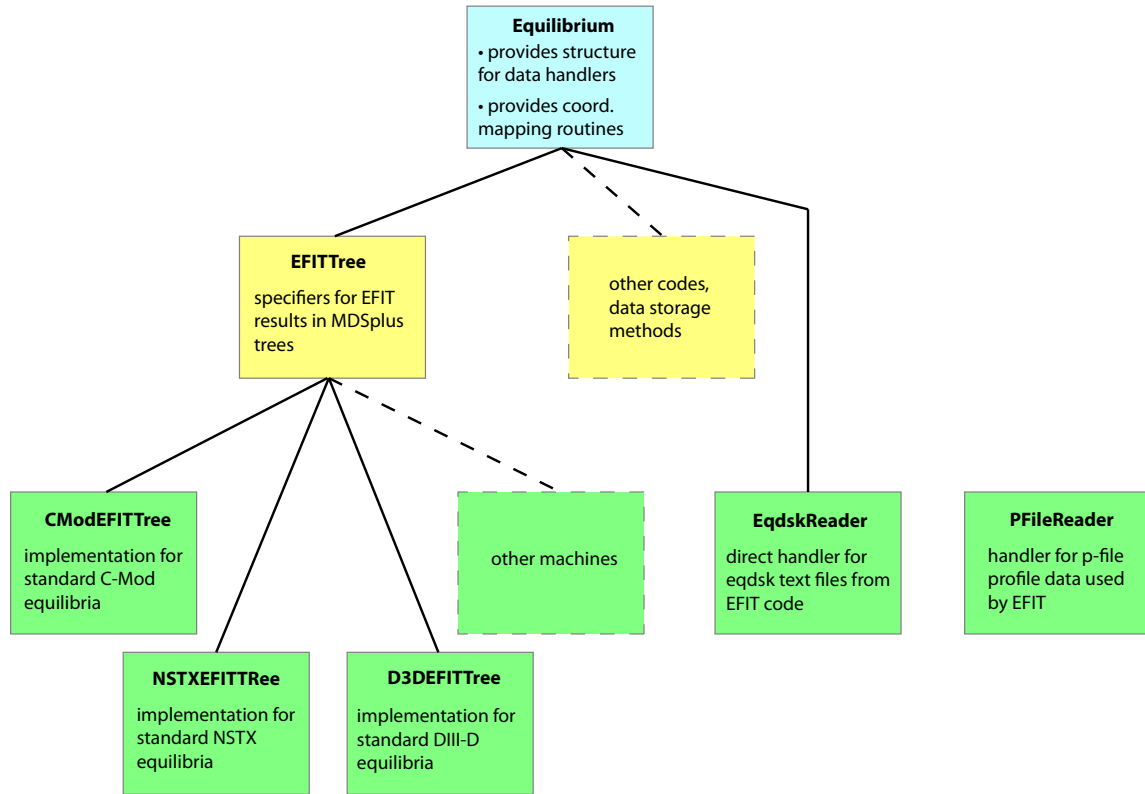 Equilibrium
• provides structure
for data handlers
• provides coord.
mapping routines
EFITTree
specifiers for EFIT
results in MDSplus
trees
other codes,
data storage
methods
CModEFITTree
implementation for
standard C-Mod
equilibria
other machines
EqdskReader
direct handler for
eqdsk text files from
EFIT code
PFileReader
handler for p-file
profile data used
by EFIT
NSTXEFITTRee
implementation for
standard NSTX
equilibria
D3DEFITTree
implementation for
standard DIII-D
equilibria